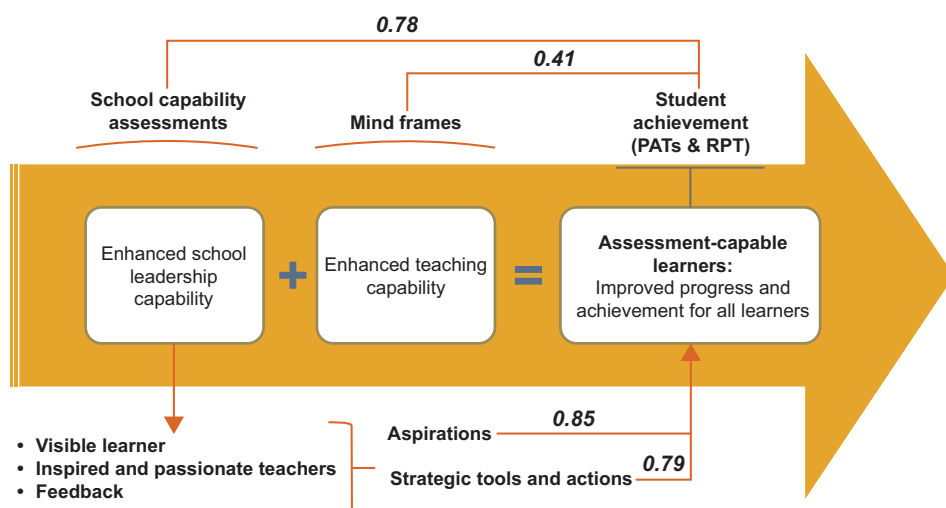 0.78
0.41
School capability
assessments
Mind frames
Student
achievement
(PATs & RPT)
Enhanced school
leadership
capability
+
Enhanced teaching
capability
=
Assessment-capable
learners:
Improved progress and
achievement for all learners
• Visible learner
• Inspired and passionate teachers
• Feedback
Aspirations
0.85
Strategic tools and actions
0.79